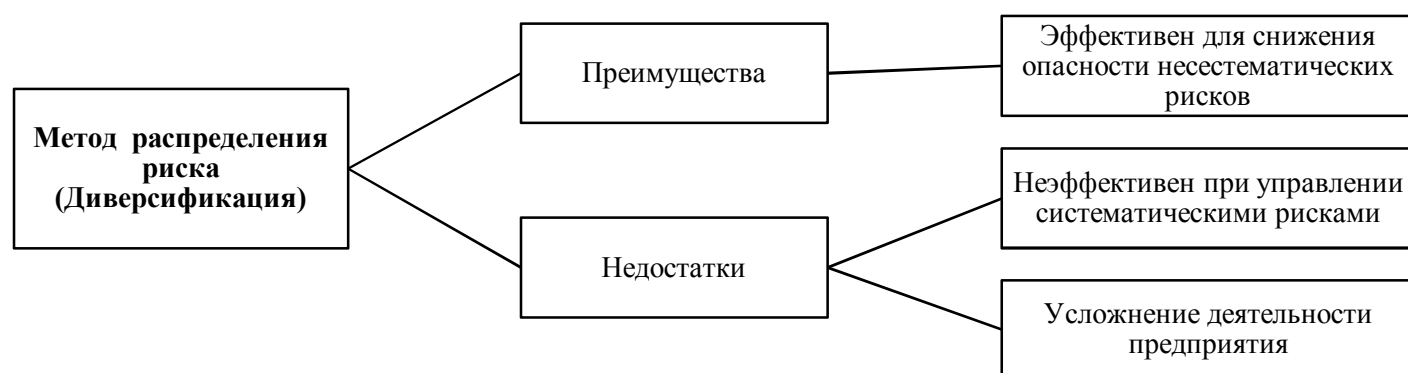 Метод распределения
риска
(Диверсификация)
Преимущества
Эффективен для снижения
опасности несестематических
рисков
Недостатки
Неэффективен при управлении
систематическими рисками
Усложнение деятельности
предприятия